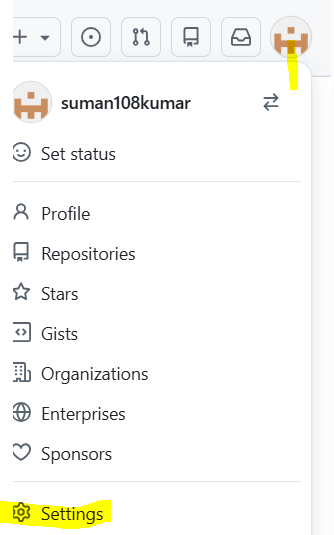 suman108kumar
Set status
Profile
Repositories
Stars
Gists
Organizations
Enterprises
Sponsors
Settings